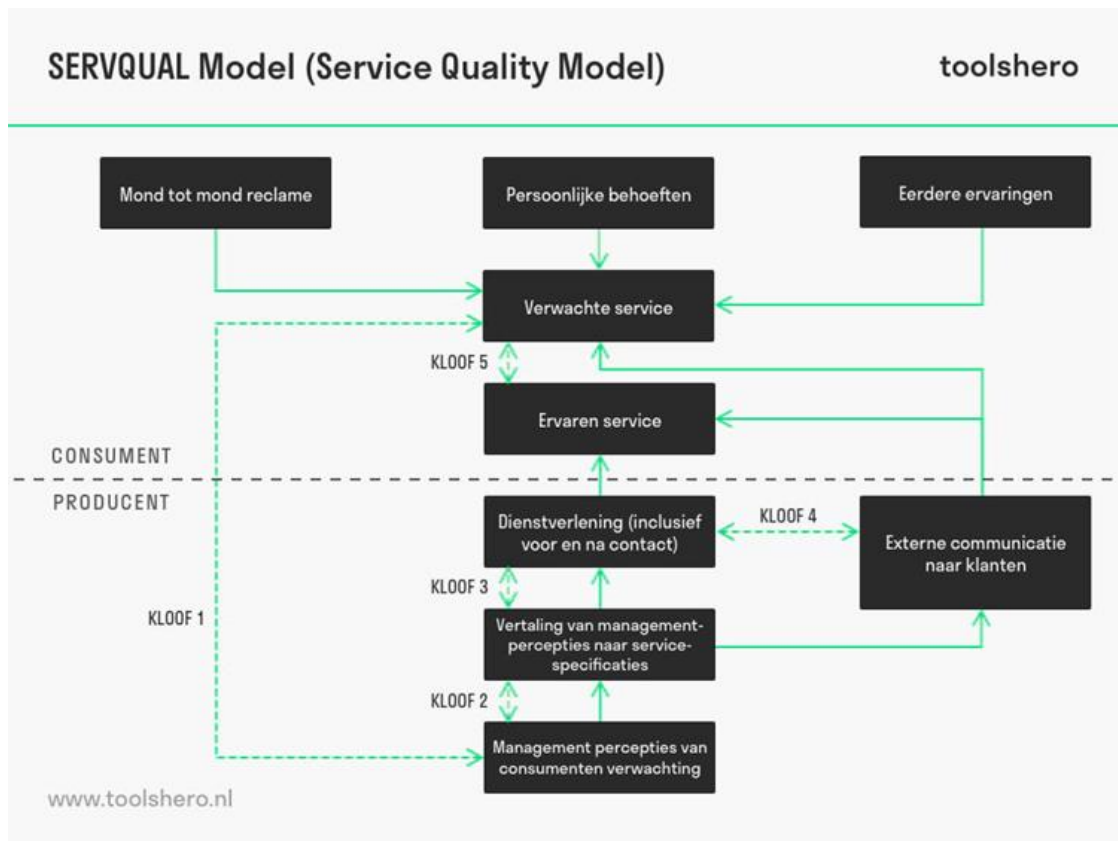 SERVQUAL Model (Service Quality Model)
toolshero
Mond tot mond reclame
Persoonlijke behoeften
Eerdere ervaringen
Verwachte service
KLOOF 5
Ervaren service
CONSUMENT
PRODUCENT
Dienstverlening (inclusief
voor en na contact)
KLOOF 4
Externe communicatie
naar klanten
KLOOF 3
KLOOF 1
Vertaling van management-
percepties naar service-
specificaties
KLOOF 2
Management percepties van
consumenten verwachting
www.toolshero.nl